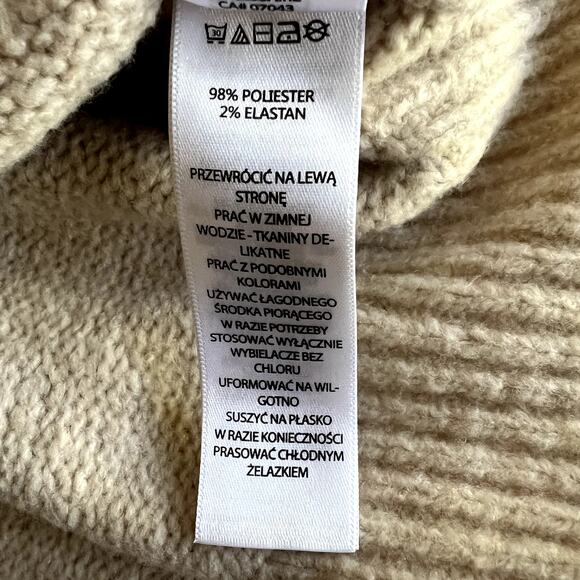 CA# 07043
30
98% POLIESTER
2% ELASTAN
PRZEWRÓCIĆ NA LEWĄ
STRONĘ
PRAĆ W ZIMNEJ
WODZIE - TKANINY DE-
LIKATNE
PRAĆ Z PODOBNYMI
KOLORAMI
UŻYWAĆ ŁAGODNEGO
ŚRODKA PIORĄCEGO
W RAZIE POTRZEBY
STOSOWAĆ WYŁĄCZNIE
WYBIELACZE BEZ
CHLORU
UFORMOWAĆ NA WIL-
GOTNO
SUSZYĆ NA PŁASKO
W RAZIE KONIECZNOŚCI
PRASOWAĆ CHŁODNYM
ŻELAZKIEM